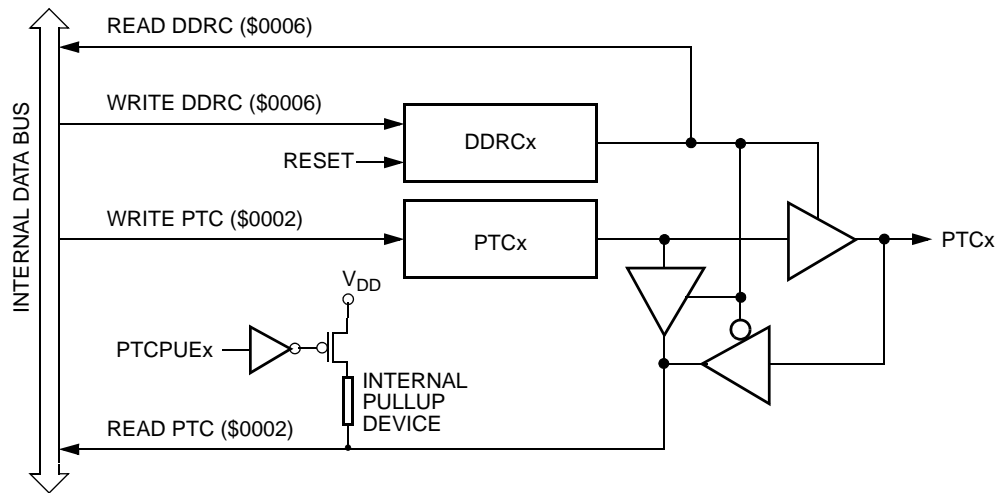 READ DDRC ($0006)
WRITE DDRC ($0006)
DDRCx
RESET
WRITE PTC ($0002)
PTCx
PTCx
INTERNAL DATA BUS
VDD
PTCPUEx
INTERNAL
PULLUP
DEVICE
READ PTC ($0002)